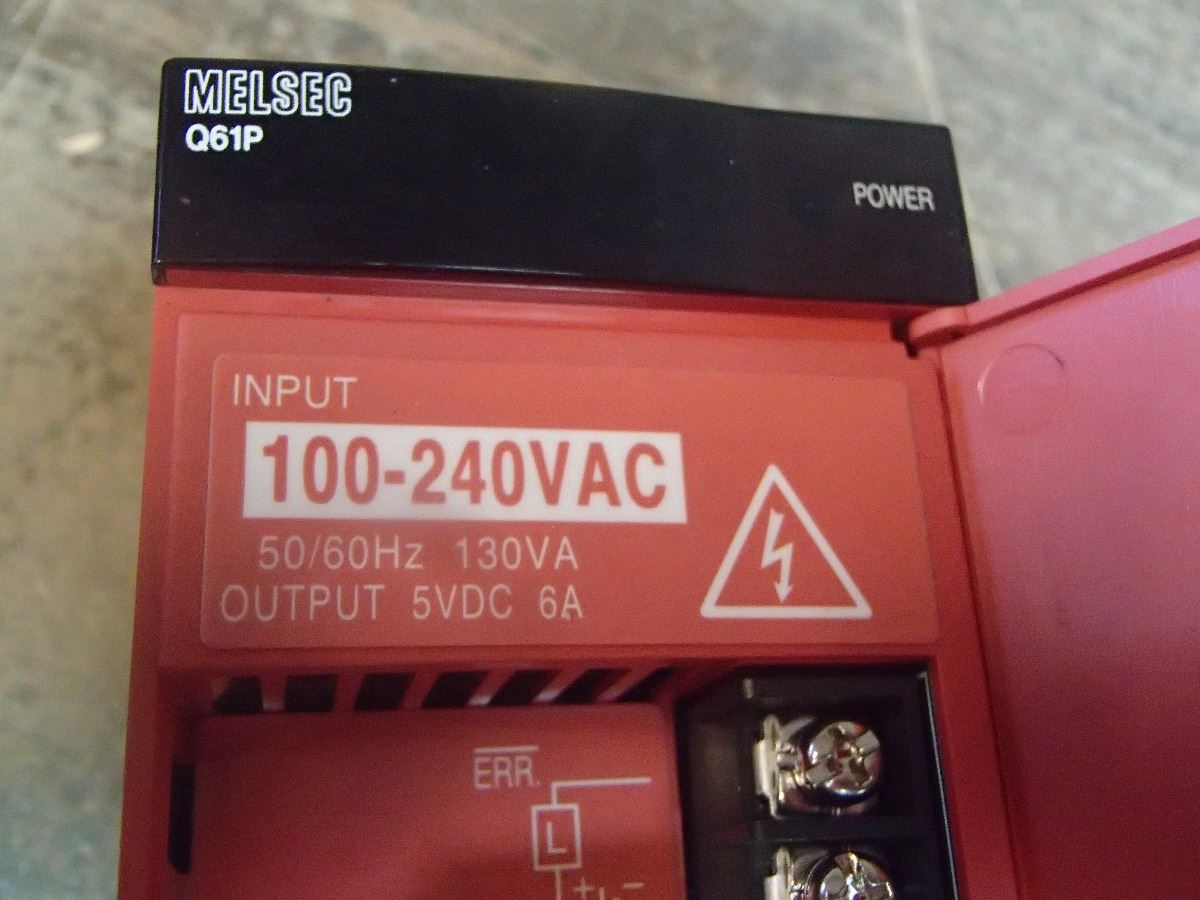 MELSEC
Q61P
POWER
INPUT
100-240VAC
50/60Hz 130VA
OUTPUT 5VDC 6A
ERR.
L
+ -